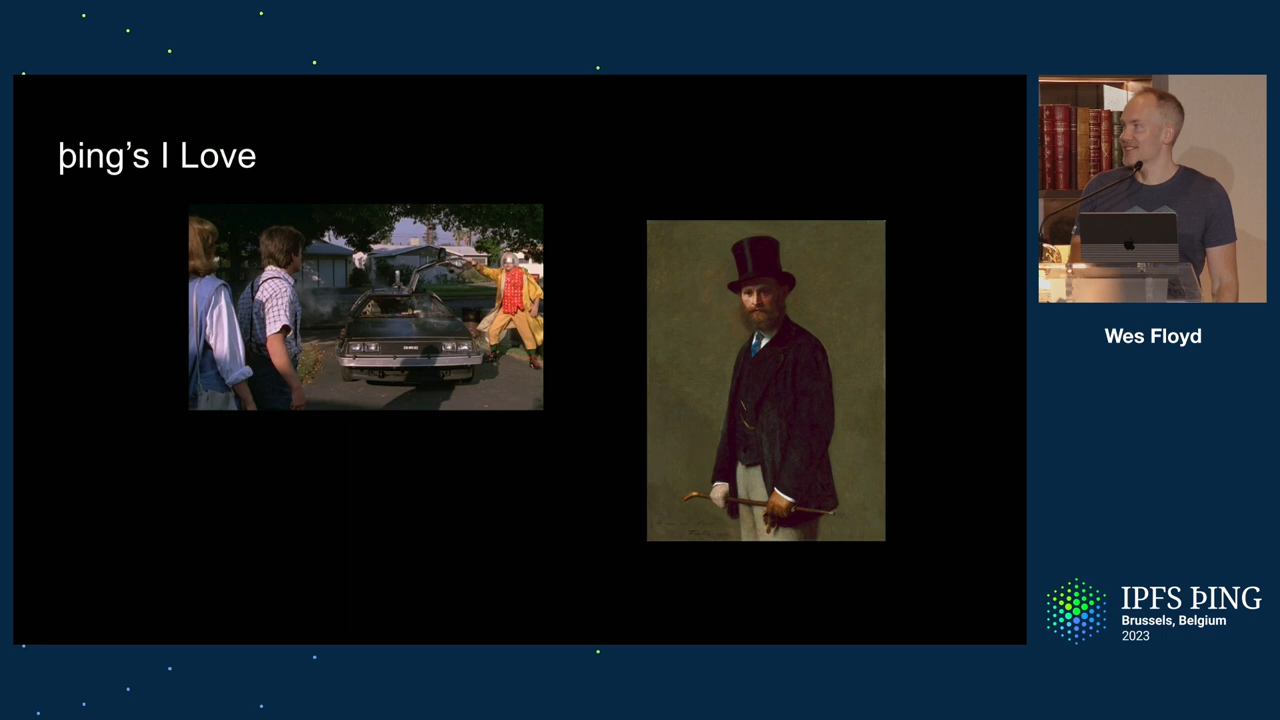 þing’s I Love
Wes Floyd
IPFS ÞING
Brussels, Belgium
2023